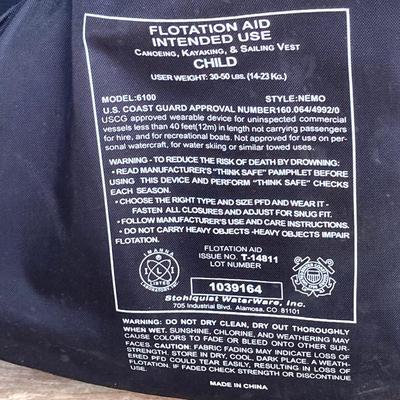 FLOTATION AID
INTENDED USE
CANOEING, KAYAKING, & SAILING VEST
CHILD
USER WEIGHT: 30-50 LBS. (14-23 KG.)
MODEL:6100 STYLE:NEMO
U.S. COAST GUARD APPROVAL NUMBER160.064/4992/0
USCG approved wearable device for uninspected commercial
vessels less than 40 feet(12m) in length not carrying passengers
for hire, and for recreational boats. Not approved for use on per-
sonal watercraft, for water skiing or similar towed uses.
WARNING - TO REDUCE THE RISK OF DEATH BY DROWNING:
• READ MANUFACTURER'S "THINK SAFE" PAMPHLET BEFORE
USING THIS DEVICE AND PERFORM "THINK SAFE" CHECKS
EACH SEASON.
• CHOOSE THE RIGHT TYPE AND SIZE PFD AND WEAR IT -
FASTEN ALL CLOSURES AND ADJUST FOR SNUG FIT.
• FOLLOW MANUFACTURER'S USE AND CARE INSTRUCTIONS.
• DO NOT CARRY HEAVY OBJECTS -HEAVY OBJECTS IMPAIR
FLOTATION.
FLOTATION AID
ISSUE NO. T-14811
LOT NUMBER
1039164
IMANNA
LISTED
LABORATORY, INC.
Stohlquist WaterWare, Inc.
705 Industrial Blvd. Alamosa, CO 81101
WARNING: DO NOT DRY CLEAN, DRY OUT THOROUGHLY
WHEN WET. SUNSHINE, CHLORINE, AND WEATHERING MAY
CAUSE COLORS TO FADE OR BLEED ONTO OTHER SUR-
FACES. CAUTION: FABRIC FADING MAY INDICATE LOSS OF
STRENGTH. STORE IN DRY, COOL, DARK PLACE. A WEATH-
ERED PFD COULD TEAR EASILY, RESULTING IN LOSS OF
FLOTATION. IF FADED CHECK STRENGTH OR DISCONTINUE
USE.
MADE IN CHINA